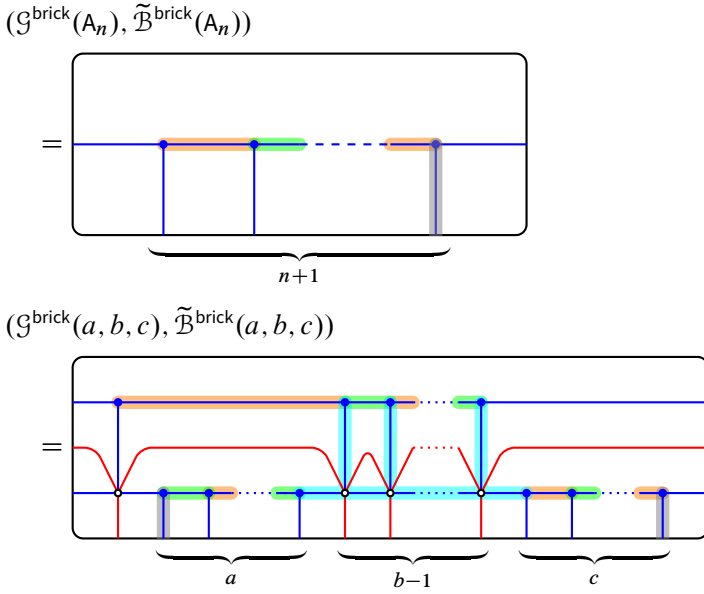 (𝒢^brick(A_n), ℬ̃^brick(A_n))
=
n+1
(𝒢^brick(a, b, c), ℬ̃^brick(a, b, c))
=
a b−1 c